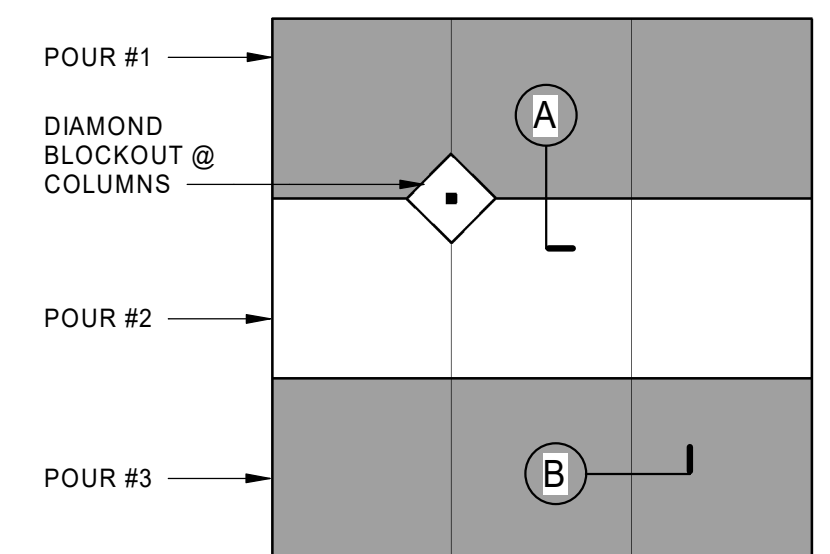 POUR #1
A
DIAMOND
BLOCKOUT @
COLUMNS
POUR #2
POUR #3
B